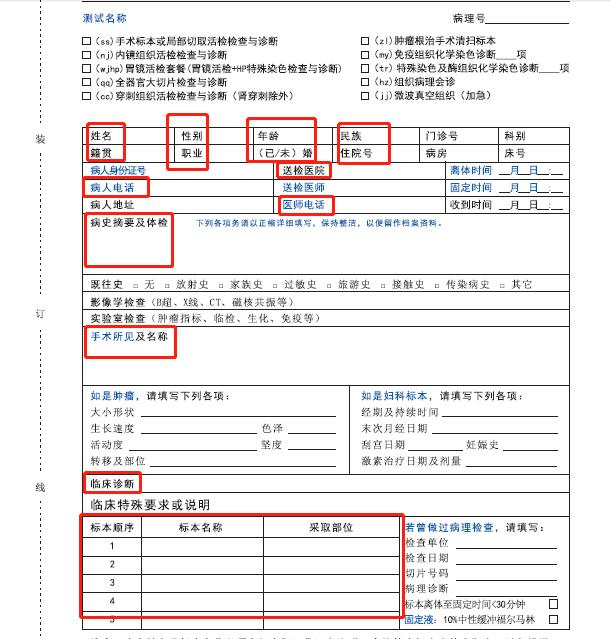 测试名称 病理号
(ss)手术标本或局部切取活检检查与诊断 (zl)肿瘤根治手术清扫标本
(nj)内镜组织活检检查与诊断 (my)免疫组织化学染色诊断____项
(wjhp)胃镜活检套餐(胃镜活检+HP特殊染色检查与诊断) (tr)特殊染色及酶组织化学染色诊断___项
(qq)全器官大切片检查与诊断 (hz)组织病理会诊
(cc)穿刺组织活检检查与诊断（肾穿刺除外） (jj)微波真空组织（加急）
装
姓名 性别 年龄 民族 门诊号 科别
籍贯 职业 （已/未）婚 住院号 病房 床号
病人身份证号 送检医院 离体时间 __月__日__:__
病人电话 送检医师 固定时间 __月__日__:__
病人地址 医师电话 收到时间 __月__日__:__
病史摘要及体检 下列各项务请以正楷详细填写，保持整洁，以便留作档案资料。
既往史 □ 无 □ 放射史 □ 家族史 □ 过敏史 □ 旅游史 □ 接触史 □ 传染病史 □ 其它
影像学检查（B超、X线、CT、磁核共振等）
订
实验室检查（肿瘤指标、临检、生化、免疫等）
手术所见及名称
如是肿瘤，请填写下列各项： 如是妇科标本，请填写下列各项：
大小形状 经期及持续时间
生长速度 色泽 末次月经日期
活动度 坚度 刮宫日期 妊娠史
转移及部位 激素治疗日期及剂量
临床诊断
线
临床特殊要求或说明
标本顺序 标本名称 采取部位 若曾做过病理检查，请填写：
1 检查单位
2 检查日期
3 切片号码
病理诊断
4 标本离体至固定时间<30分钟
5 固定液：10%中性缓冲福尔马林